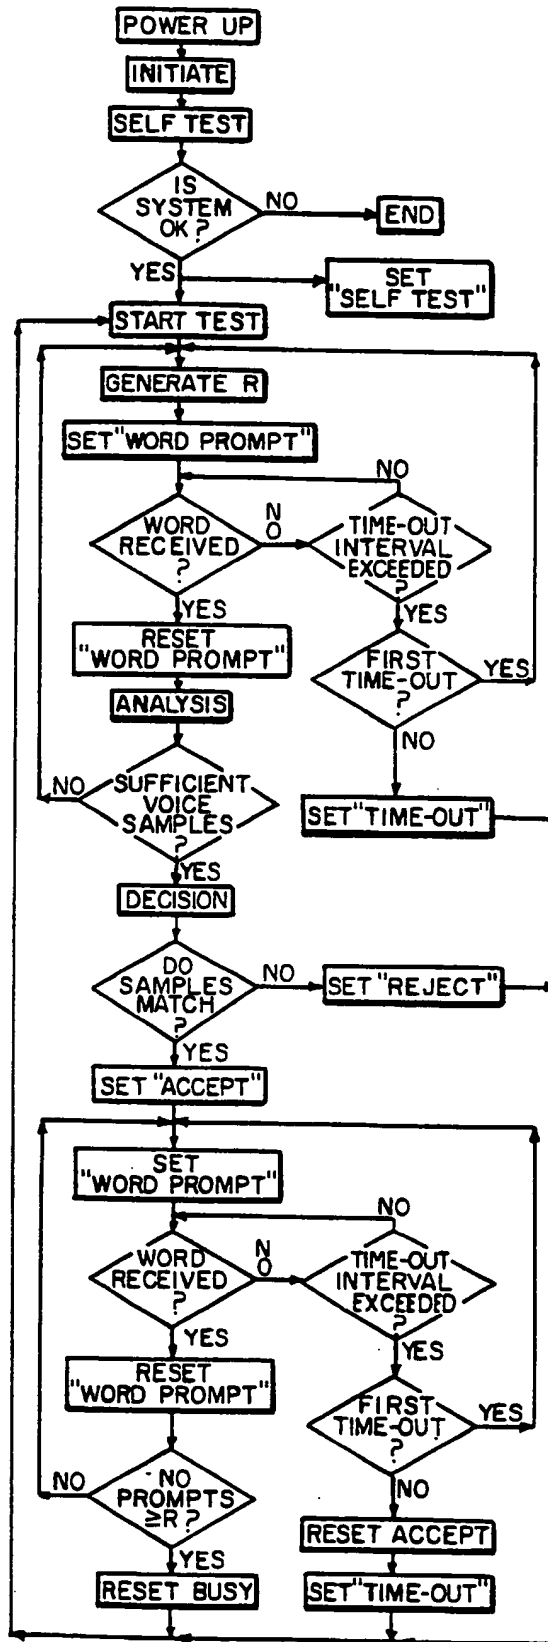 POWER UP
INITIATE
SELF TEST
IS
SYSTEM
OK?
NO
END
YES
SET
"SELF TEST"
START TEST
GENERATE R
SET "WORD PROMPT"
NO
WORD
RECEIVED
?
N
O
TIME-OUT
INTERVAL
EXCEEDED
?
YES
YES
RESET
"WORD PROMPT"
FIRST
TIME-OUT
?
YES
ANALYSIS
NO
NO
SUFFICIENT
VOICE
SAMPLES
?
SET "TIME-OUT"
YES
DECISION
DO
SAMPLES
MATCH
?
NO
SET "REJECT"
YES
SET "ACCEPT"
SET
"WORD PROMPT"
NO
WORD
RECEIVED
?
N
O
TIME-OUT
INTERVAL
EXCEEDED
?
YES
YES
RESET
"WORD PROMPT"
FIRST
TIME-OUT
?
YES
NO
NO
PROMPTS
≥R?
NO
RESET ACCEPT
YES
RESET BUSY
SET "TIME-OUT"